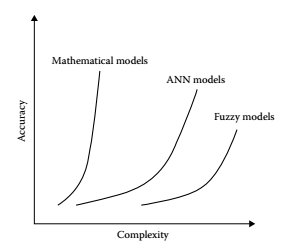 Mathematical models
ANN models
Fuzzy models
Accuracy
Complexity